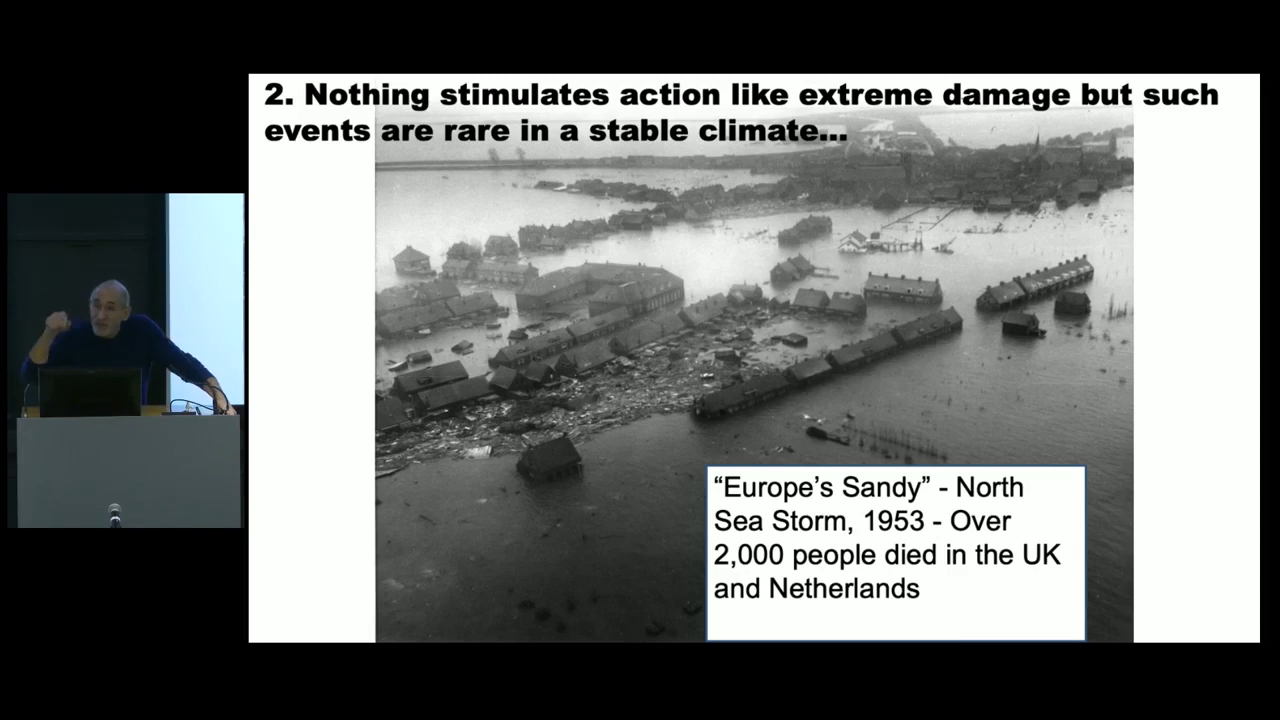 2. Nothing stimulates action like extreme damage but such
events are rare in a stable climate...
“Europe’s Sandy” - North
Sea Storm, 1953 - Over
2,000 people died in the UK
and Netherlands